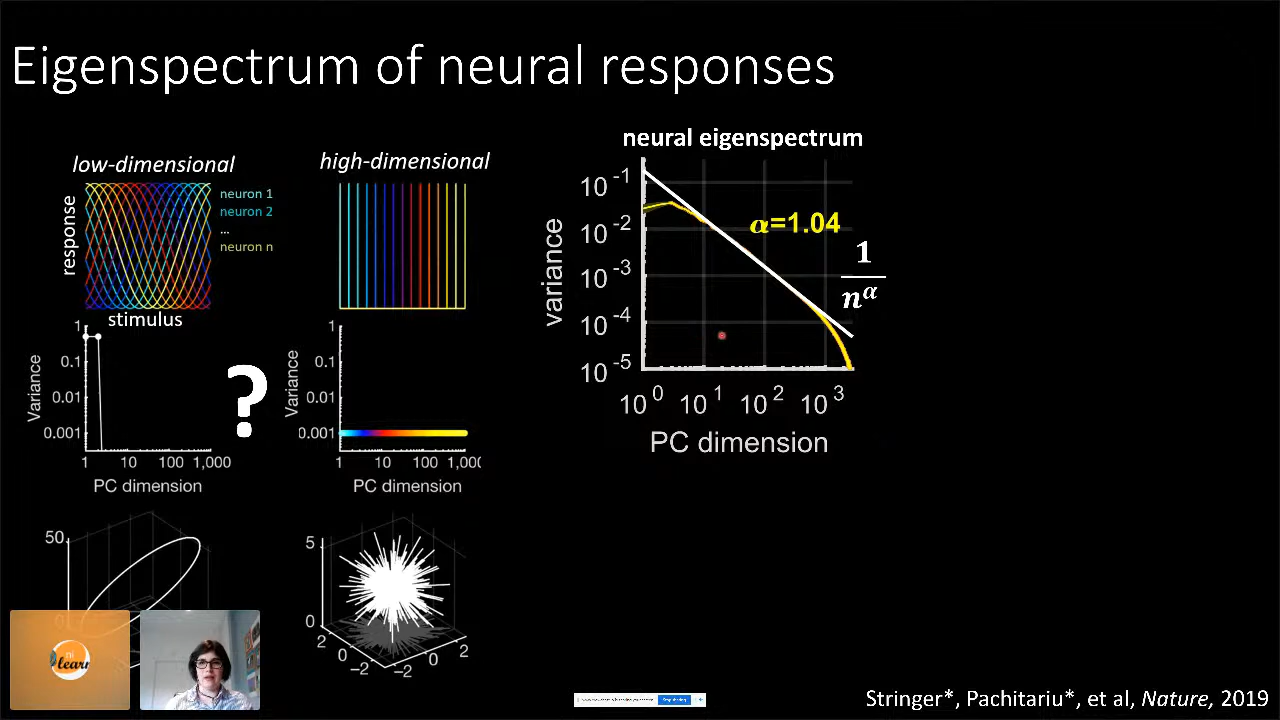 Eigenspectrum of neural responses
low-dimensional
response
neuron 1
neuron 2
...
neuron n
stimulus
high-dimensional
1
0.1
0.01
0.001
Variance
1 10 100 1,000
PC dimension
?
1
0.1
0.01
0.001
Variance
1 10 100 1,000
PC dimension
50
0
5
0
2 0 -2
-2 0 2
neural eigenspectrum
10 -1
10 -2
10 -3
10 -4
10 -5
variance
α=1.04
1
n^α
10 0 10 1 10 2 10 3
PC dimension
learn
Stop sharing
Stringer*, Pachitariu*, et al, Nature, 2019